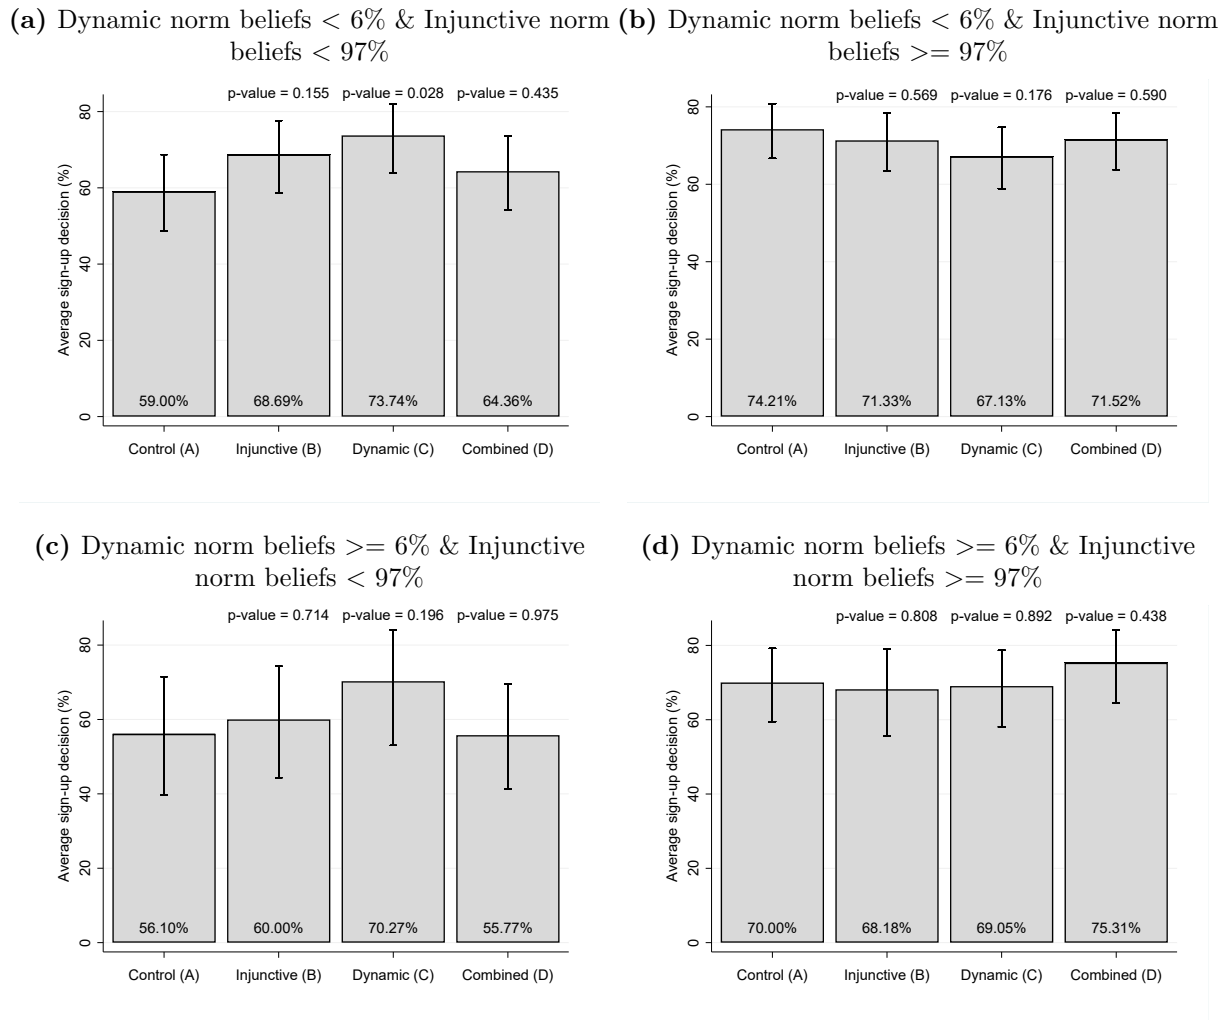 (a) Dynamic norm beliefs < 6% & Injunctive norm
beliefs < 97%
p-value = 0.155 p-value = 0.028 p-value = 0.435
80
60
40
20
0
Average sign-up decision (%)
59.00% 68.69% 73.74% 64.36%
Control (A) Injunctive (B) Dynamic (C) Combined (D)
(b) Dynamic norm beliefs < 6% & Injunctive norm
beliefs >= 97%
p-value = 0.569 p-value = 0.176 p-value = 0.590
80
60
40
20
0
Average sign-up decision (%)
74.21% 71.33% 67.13% 71.52%
Control (A) Injunctive (B) Dynamic (C) Combined (D)
(c) Dynamic norm beliefs >= 6% & Injunctive
norm beliefs < 97%
p-value = 0.714 p-value = 0.196 p-value = 0.975
80
60
40
20
0
Average sign-up decision (%)
56.10% 60.00% 70.27% 55.77%
Control (A) Injunctive (B) Dynamic (C) Combined (D)
(d) Dynamic norm beliefs >= 6% & Injunctive
norm beliefs >= 97%
p-value = 0.808 p-value = 0.892 p-value = 0.438
80
60
40
20
0
Average sign-up decision (%)
70.00% 68.18% 69.05% 75.31%
Control (A) Injunctive (B) Dynamic (C) Combined (D)